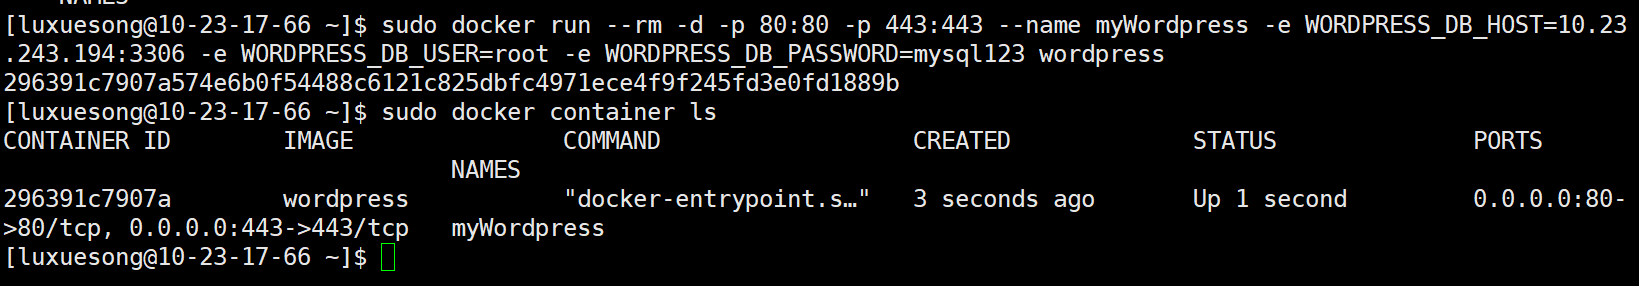 NAMES
[luxuesong@10-23-17-66 ~]$ sudo docker run --rm -d -p 80:80 -p 443:443 --name myWordpress -e WORDPRESS_DB_HOST=10.23
.243.194:3306 -e WORDPRESS_DB_USER=root -e WORDPRESS_DB_PASSWORD=mysql123 wordpress
296391c7907a574e6b0f54488c6121c825dbfc4971ece4f9f245fd3e0fd1889b
[luxuesong@10-23-17-66 ~]$ sudo docker container ls
CONTAINER ID        IMAGE               COMMAND                  CREATED             STATUS              PORTS
                                NAMES
296391c7907a        wordpress           "docker-entrypoint.s…"   3 seconds ago       Up 1 second         0.0.0.0:80-
>80/tcp, 0.0.0.0:443->443/tcp   myWordpress
[luxuesong@10-23-17-66 ~]$